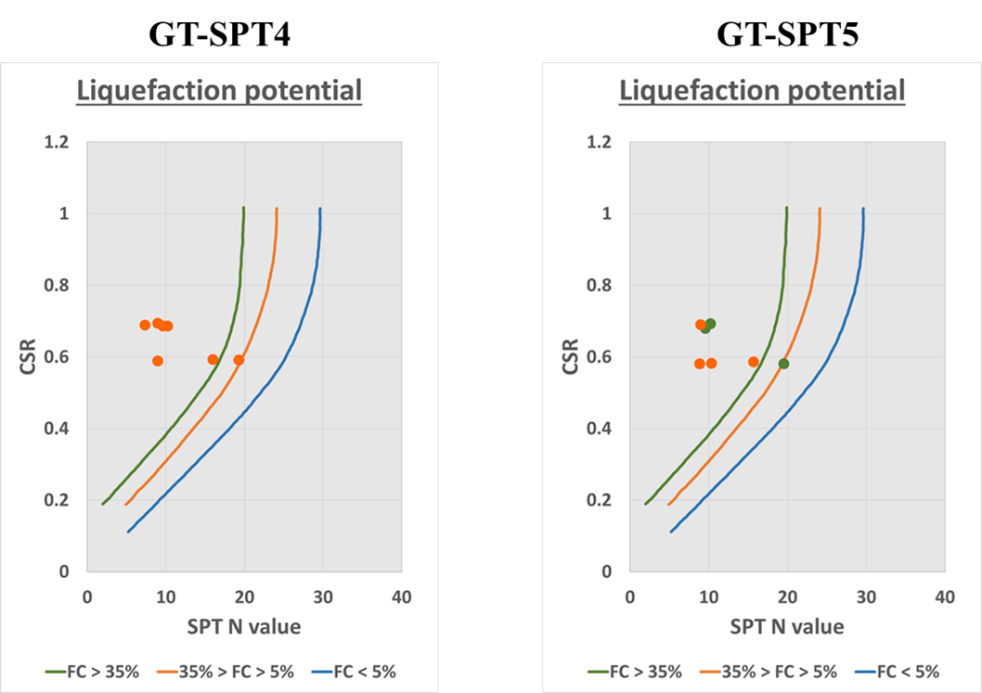 GT-SPT4
Liquefaction potential
1.2
1
0.8
0.6
0.4
0.2
0
CSR
0 10 20 30 40
SPT N value
FC > 35% 35% > FC > 5% FC < 5%
GT-SPT5
Liquefaction potential
1.2
1
0.8
0.6
0.4
0.2
0
CSR
0 10 20 30 40
SPT N value
FC > 35% 35% > FC > 5% FC < 5%